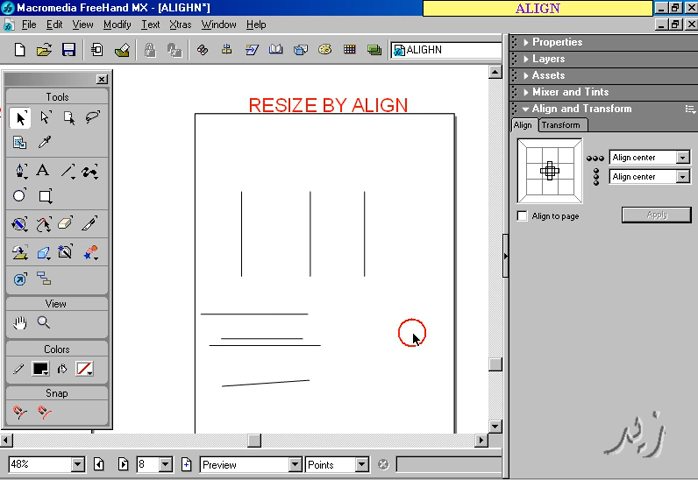 Macromedia FreeHand MX - [ALIGHN*]
ALIGN
File Edit View Modify Text Xtras Window Help
ALIGHN
Properties
Layers
Assets
Mixer and Tints
Align and Transform
Align Transform
Align center
Align center
Align to page
Apply
Tools
View
Colors
Snap
RESIZE BY ALIGN
48%
8
Preview
Points
زید